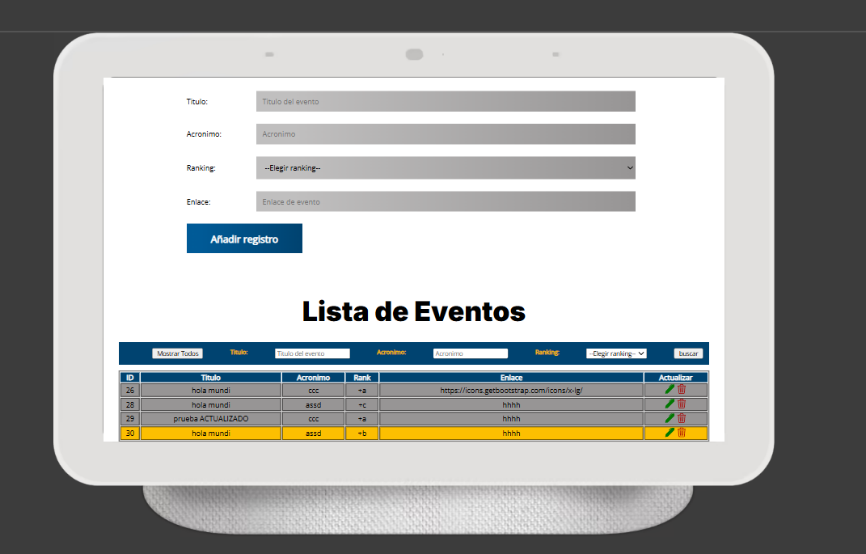 Titulo: Titulo del evento
Acronimo: Acronimo
Ranking: --Elegir ranking--
Enlace: Enlace de evento
Añadir registro
Lista de Eventos
Mostrar Todos Titulo: Titulo del evento Acronimo: Acronimo Ranking: --Elegir ranking-- buscar
ID Titulo Acronimo Rank Enlace Actualizar
26 hola mundi ccc +a https://icons.getbootstrap.com/icons/x-lg/
28 hola mundi assd +c hhhh
29 prueba ACTUALIZADO ccc +a hhhh
30 hola mundi assd +b hhhh